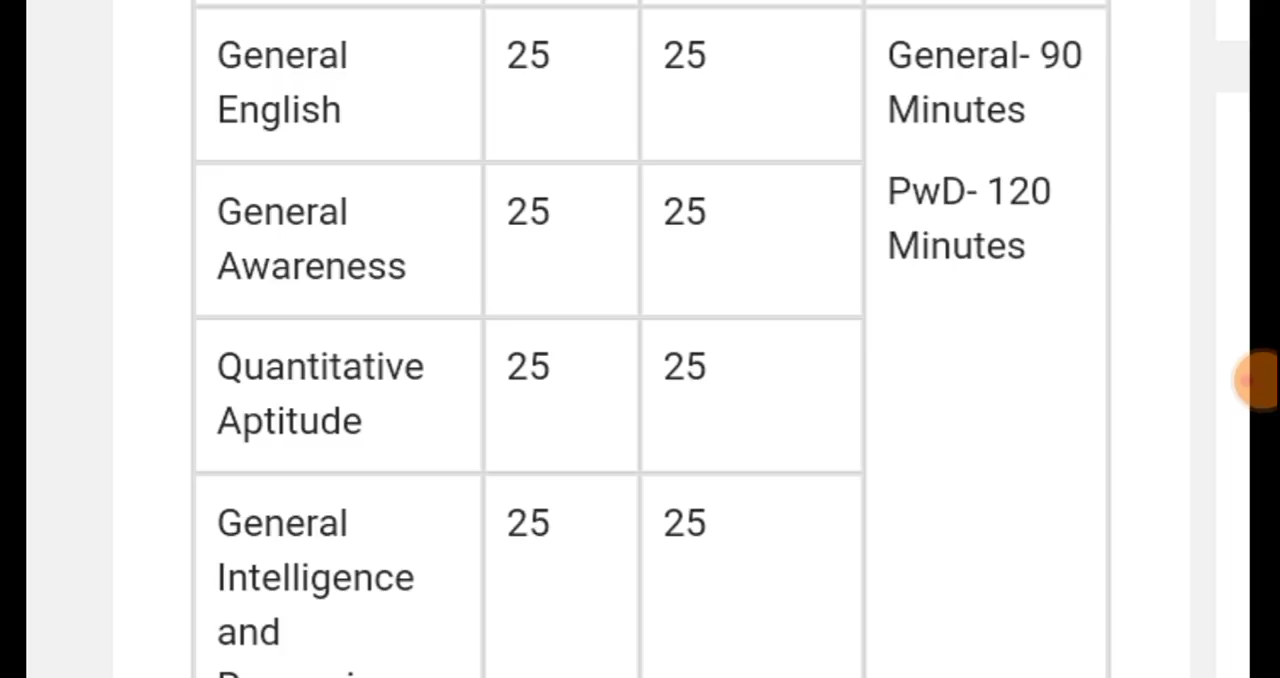 General 25 25 General- 90
English Minutes
General 25 25 PwD- 120
Awareness Minutes
Quantitative 25 25
Aptitude
General 25 25
Intelligence
and